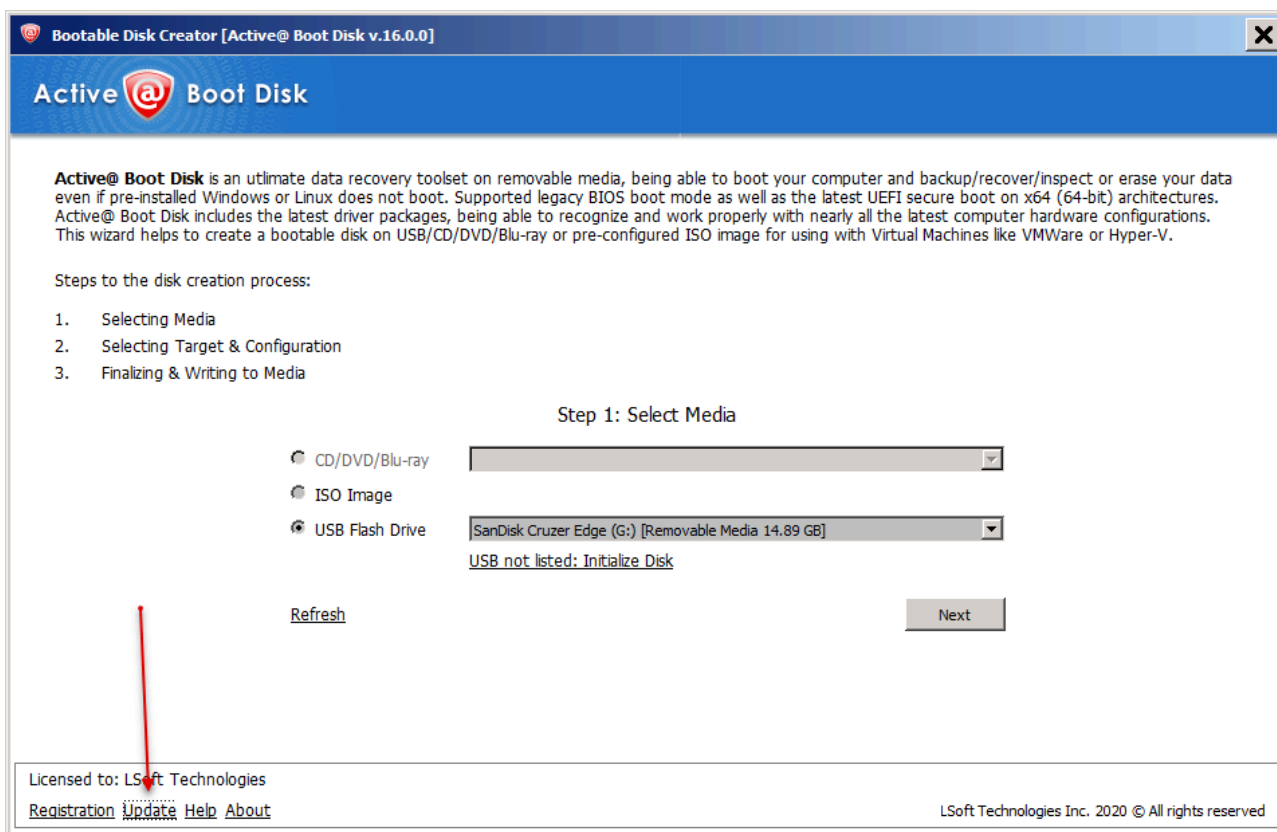 Bootable Disk Creator [Active@ Boot Disk v.16.0.0]
Active@ Boot Disk
Active@ Boot Disk is an utlimate data recovery toolset on removable media, being able to boot your computer and backup/recover/inspect or erase your data
even if pre-installed Windows or Linux does not boot. Supported legacy BIOS boot mode as well as the latest UEFI secure boot on x64 (64-bit) architectures.
Active@ Boot Disk includes the latest driver packages, being able to recognize and work properly with nearly all the latest computer hardware configurations.
This wizard helps to create a bootable disk on USB/CD/DVD/Blu-ray or pre-configured ISO image for using with Virtual Machines like VMWare or Hyper-V.
Steps to the disk creation process:
1. Selecting Media
2. Selecting Target & Configuration
3. Finalizing & Writing to Media
Step 1: Select Media
CD/DVD/Blu-ray
ISO Image
USB Flash Drive SanDisk Cruzer Edge (G:) [Removable Media 14.89 GB]
USB not listed: Initialize Disk
Refresh Next
Licensed to: LSoft Technologies
Registration Update Help About LSoft Technologies Inc. 2020 © All rights reserved